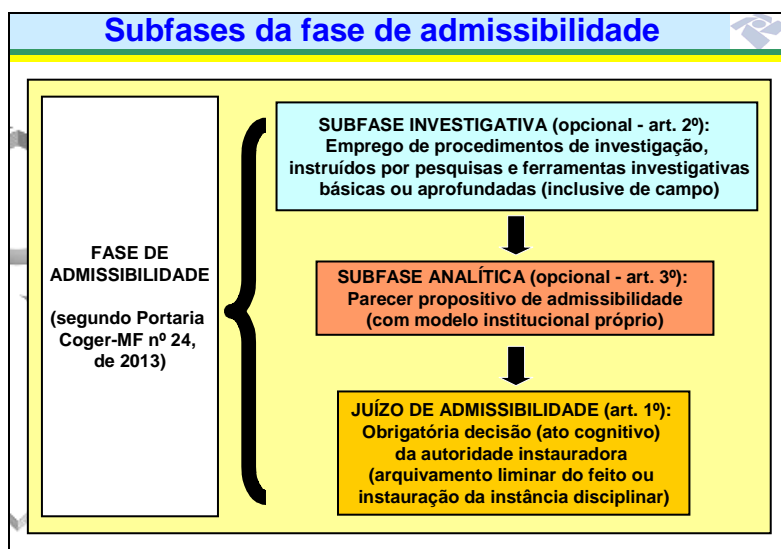 Subfases da fase de admissibilidade
FASE DE
ADMISSIBILIDADE
(segundo Portaria
Coger-MF nº 24,
de 2013)
SUBFASE INVESTIGATIVA (opcional - art. 2º):
Emprego de procedimentos de investigação,
instruídos por pesquisas e ferramentas investigativas
básicas ou aprofundadas (inclusive de campo)
SUBFASE ANALÍTICA (opcional - art. 3º):
Parecer propositivo de admissibilidade
(com modelo institucional próprio)
JUÍZO DE ADMISSIBILIDADE (art. 1º):
Obrigatória decisão (ato cognitivo)
da autoridade instauradora
(arquivamento liminar do feito ou
instauração da instância disciplinar)